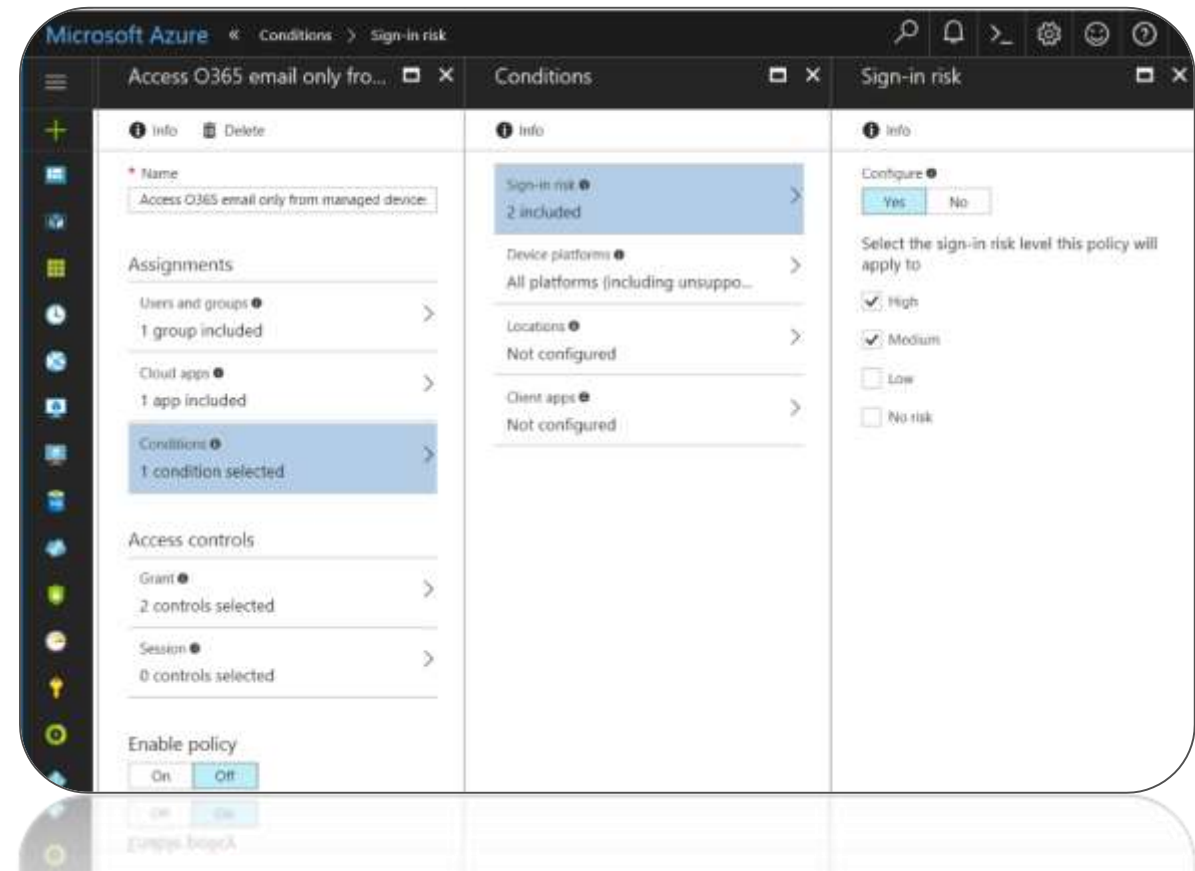 Microsoft Azure « Conditions > Sign-in risk
Access O365 email only fro...
Info Delete
* Name
Access O365 email only from managed device
Assignments
Users and groups
1 group included
Cloud apps
1 app included
Conditions
1 condition selected
Access controls
Grant
2 controls selected
Session
0 controls selected
Enable policy
On Off
Conditions
Info
Sign-in risk
2 included
Device platforms
All platforms (including unsuppo...
Locations
Not configured
Client apps
Not configured
Sign-in risk
Info
Configure
Yes No
Select the sign-in risk level this policy will
apply to
High
Medium
Low
No risk